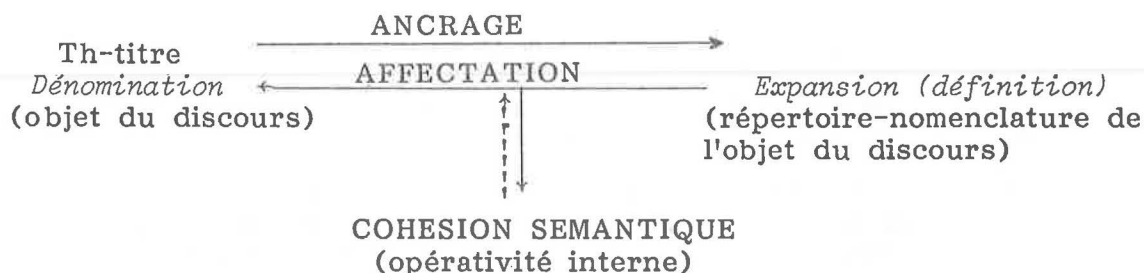 ANCRAGE
Th-titre
AFFECTATION
Dénomination
Expansion (définition)
(objet du discours)
(répertoire-nomenclature de
l'objet du discours)
COHESION SEMANTIQUE
(opérativité interne)